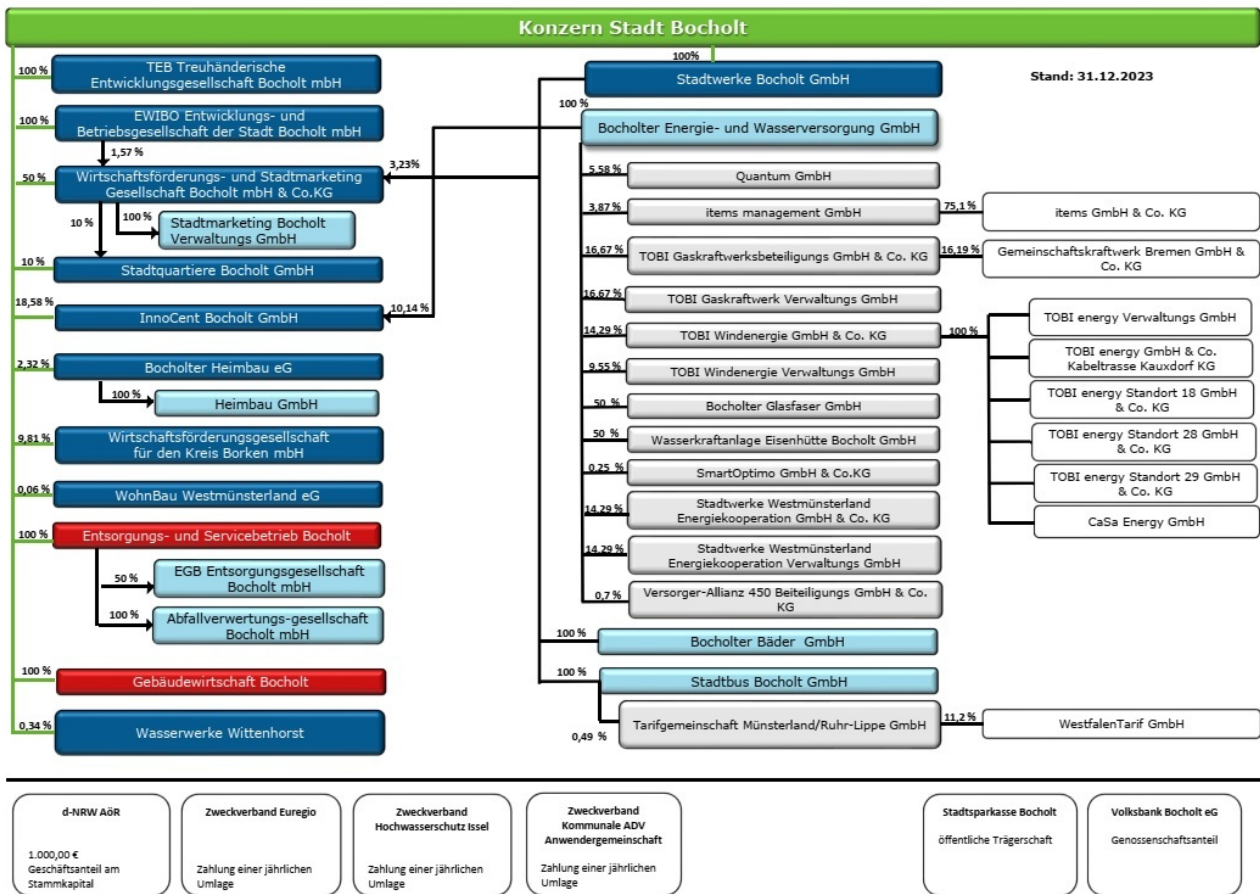 Konzern Stadt Bocholt
Stand: 31.12.2023
100 %
TEB Treuhänderische
Entwicklungsgesellschaft Bocholt mbH
100 %
EWIBO Entwicklungs- und
Betriebsgesellschaft der Stadt Bocholt mbH
1,57 %
50 %
Wirtschaftsförderungs- und Stadtmarketing
Gesellschaft Bocholt mbH & Co.KG
3,23%
10 %
100 %
Stadtmarketing Bocholt
Verwaltungs GmbH
10 %
Stadtquartiere Bocholt GmbH
18,58 %
InnoCent Bocholt GmbH
10,14 %
2,32 %
Bocholter Heimbau eG
100 %
Heimbau GmbH
9,81 %
Wirtschaftsförderungsgesellschaft
für den Kreis Borken mbH
0,06 %
WohnBau Westmünsterland eG
100 %
Entsorgungs- und Servicebetrieb Bocholt
50 %
EGB Entsorgungsgesellschaft
Bocholt mbH
100 %
Abfallverwertungs-gesellschaft
Bocholt mbH
100 %
Gebäudewirtschaft Bocholt
0,34 %
Wasserwerke Wittenhorst
100%
Stadtwerke Bocholt GmbH
100 %
Bocholter Energie- und Wasserversorgung GmbH
5,58 %
Quantum GmbH
3,87 %
items management GmbH
75,1 %
items GmbH & Co. KG
16,67 %
TOBI Gaskraftwerksbeteiligungs GmbH & Co. KG
16,19 %
Gemeinschaftskraftwerk Bremen GmbH &
Co. KG
16,67 %
TOBI Gaskraftwerk Verwaltungs GmbH
14,29 %
TOBI Windenergie GmbH & Co. KG
100 %
TOBI energy Verwaltungs GmbH
TOBI energy GmbH & Co.
Kabeltrasse Kauxdorf KG
TOBI energy Standort 18 GmbH
& Co. KG
TOBI energy Standort 28 GmbH
& Co. KG
TOBI energy Standort 29 GmbH
& Co. KG
CaSa Energy GmbH
9,55 %
TOBI Windenergie Verwaltungs GmbH
50 %
Bocholter Glasfaser GmbH
50 %
Wasserkraftanlage Eisenhütte Bocholt GmbH
0,25 %
SmartOptimo GmbH & Co.KG
14,29 %
Stadtwerke Westmünsterland
Energiekooperation GmbH & Co. KG
14,29 %
Stadtwerke Westmünsterland
Energiekooperation Verwaltungs GmbH
0,7 %
Versorger-Allianz 450 Beiteiligungs GmbH & Co.
KG
100 %
Bocholter Bäder GmbH
100 %
Stadtbus Bocholt GmbH
0,49 %
Tarifgemeinschaft Münsterland/Ruhr-Lippe GmbH
11,2 %
WestfalenTarif GmbH
d-NRW AöR
1.000,00 €
Geschäftsanteil am
Stammkapital
Zweckverband Euregio
Zahlung einer jährlichen
Umlage
Zweckverband
Hochwasserschutz Issel
Zahlung einer jährlichen
Umlage
Zweckverband
Kommunale ADV
Anwendergemeinschaft
Zahlung einer jährlichen
Umlage
Stadtsparkasse Bocholt
öffentliche Trägerschaft
Volksbank Bocholt eG
Genossenschaftsanteil